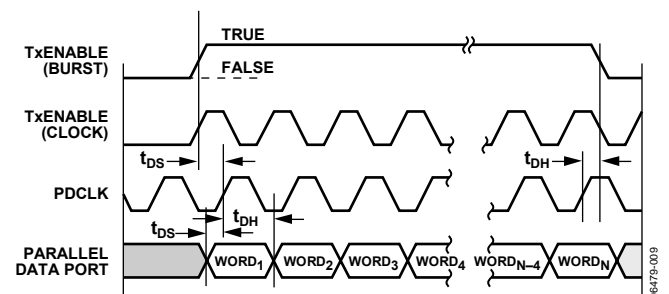 TRUE
TxENABLE
(BURST)
FALSE
TxENABLE
(CLOCK)
tDS
tDH
PDCLK
tDH
tDS
PARALLEL
DATA PORT
WORD1
WORD2
WORD3
WORD4
WORDN–4
WORDN
06479-009